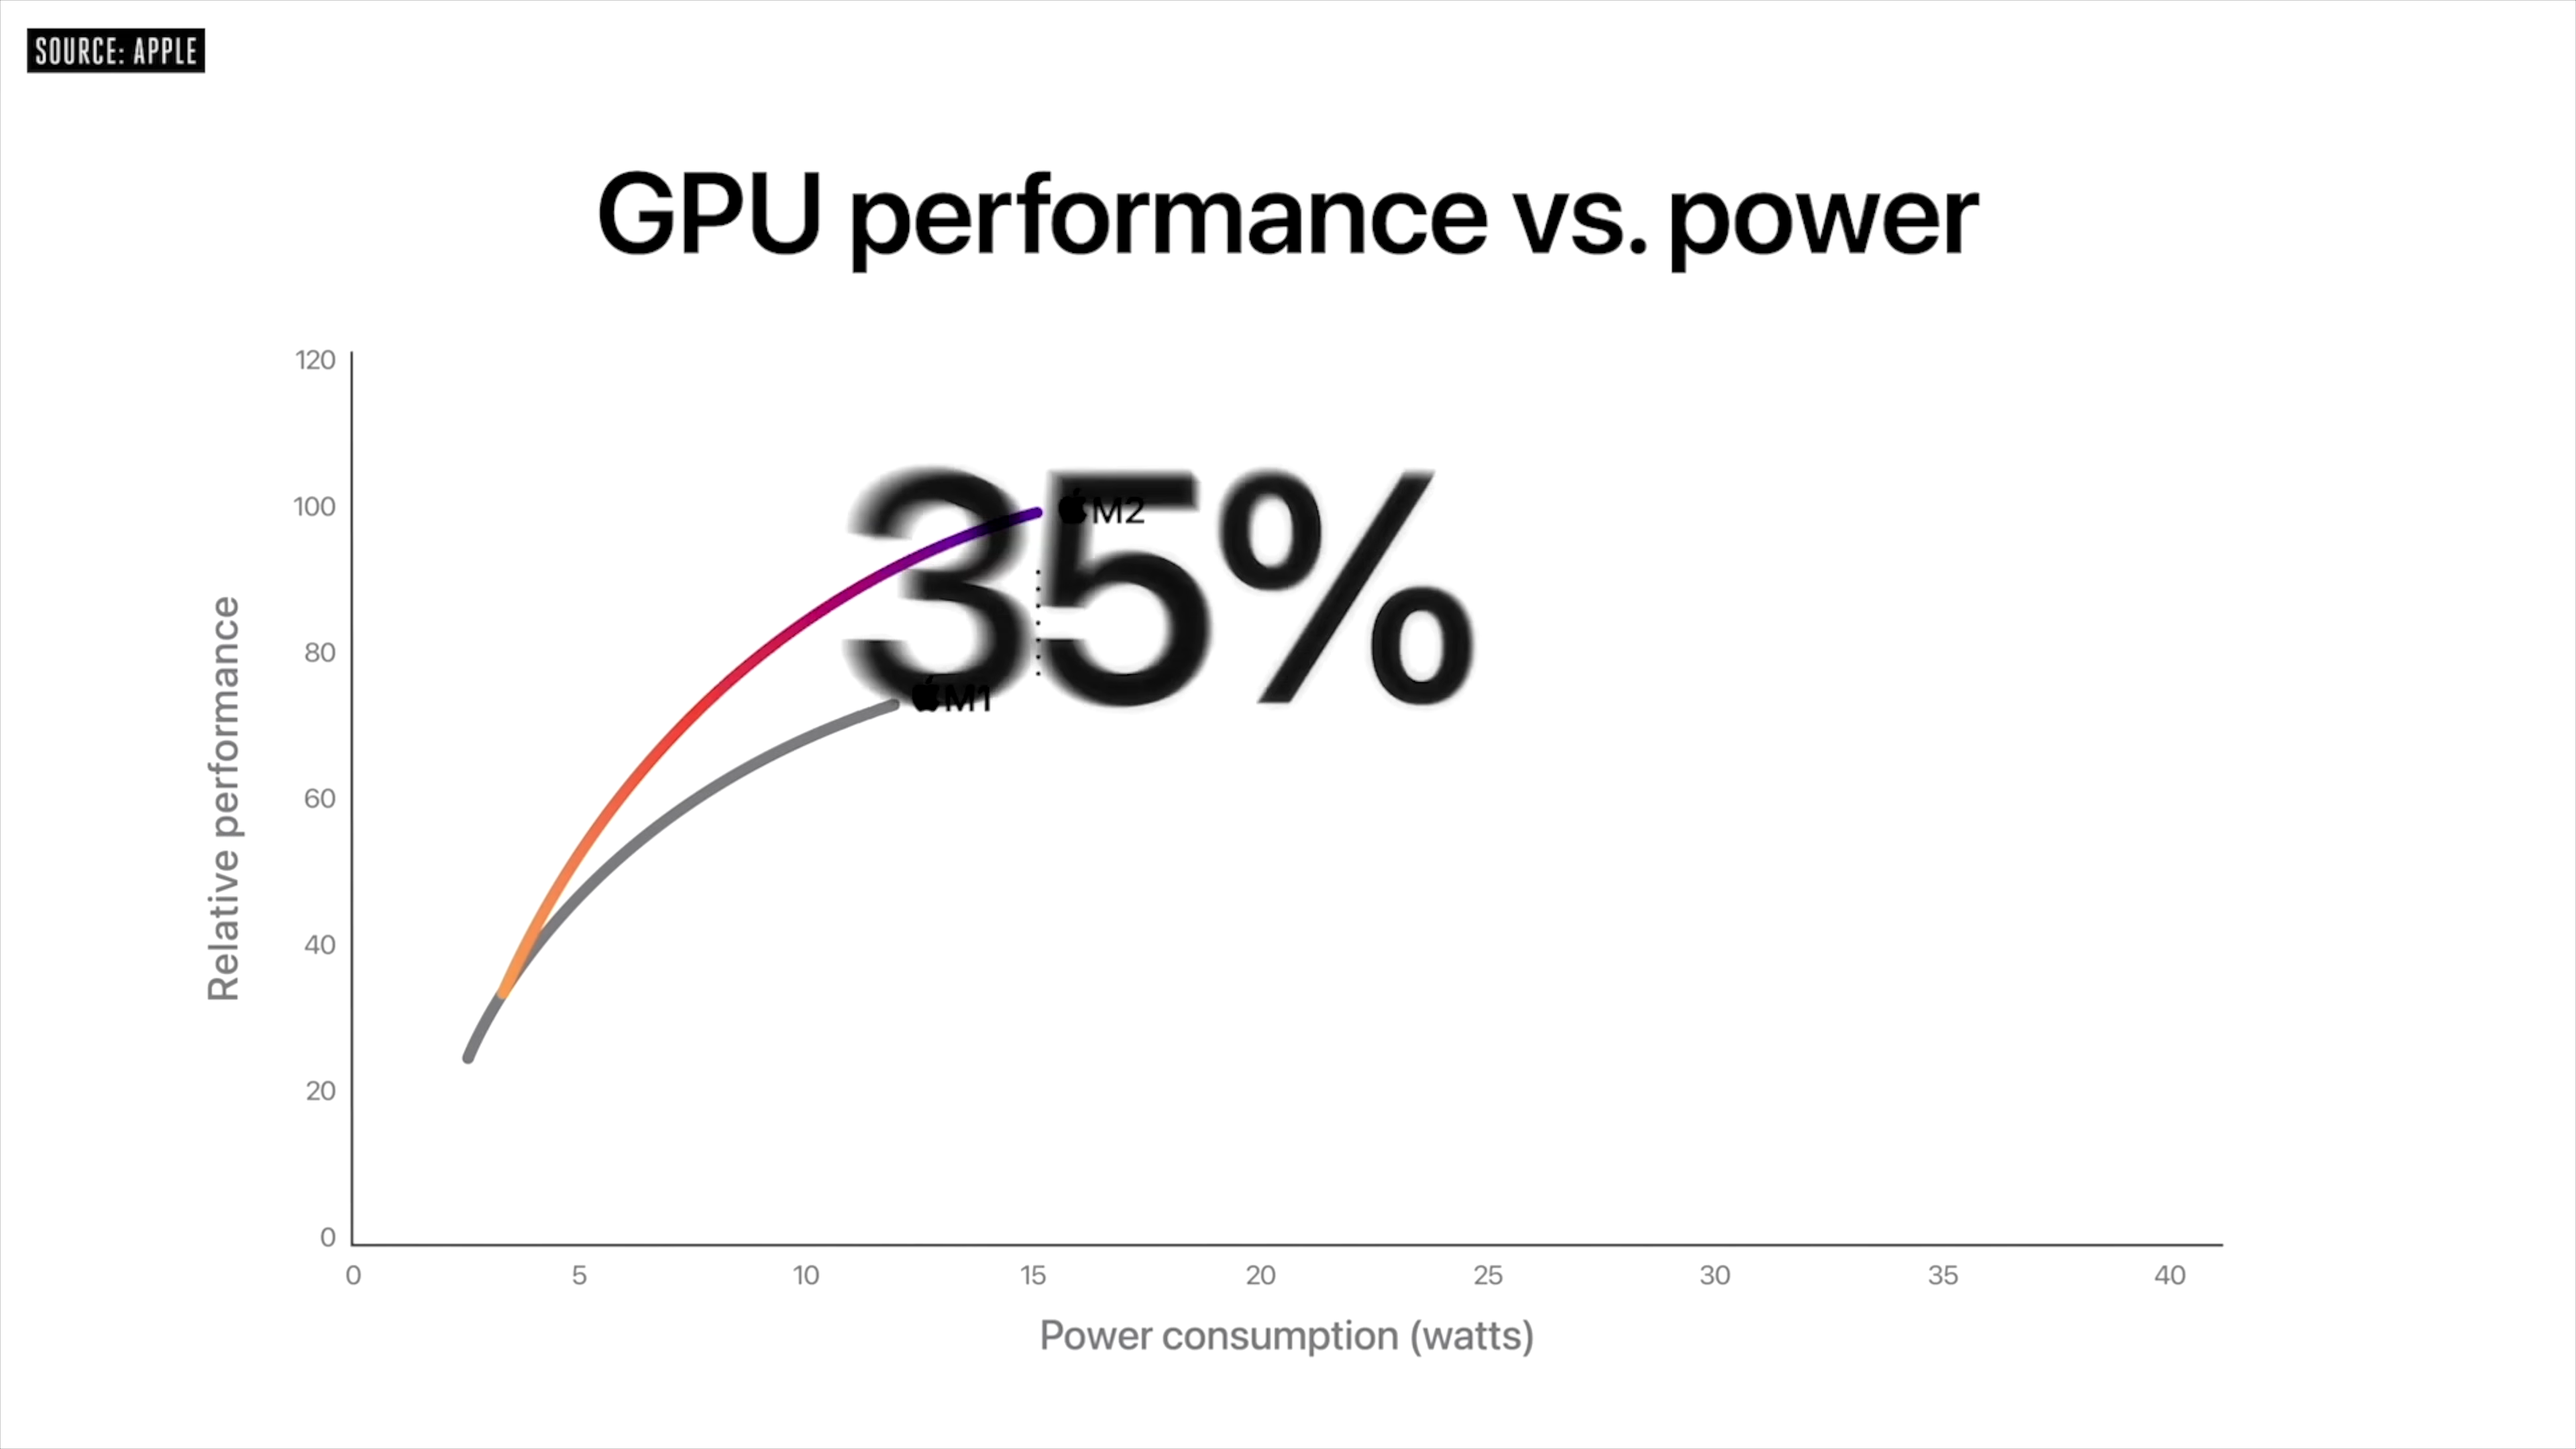 SOURCE: APPLE
GPU performance vs. power
120
100
80
60
40
20
0
Relative performance
35%
M2
M1
0 5 10 15 20 25 30 35 40
Power consumption (watts)